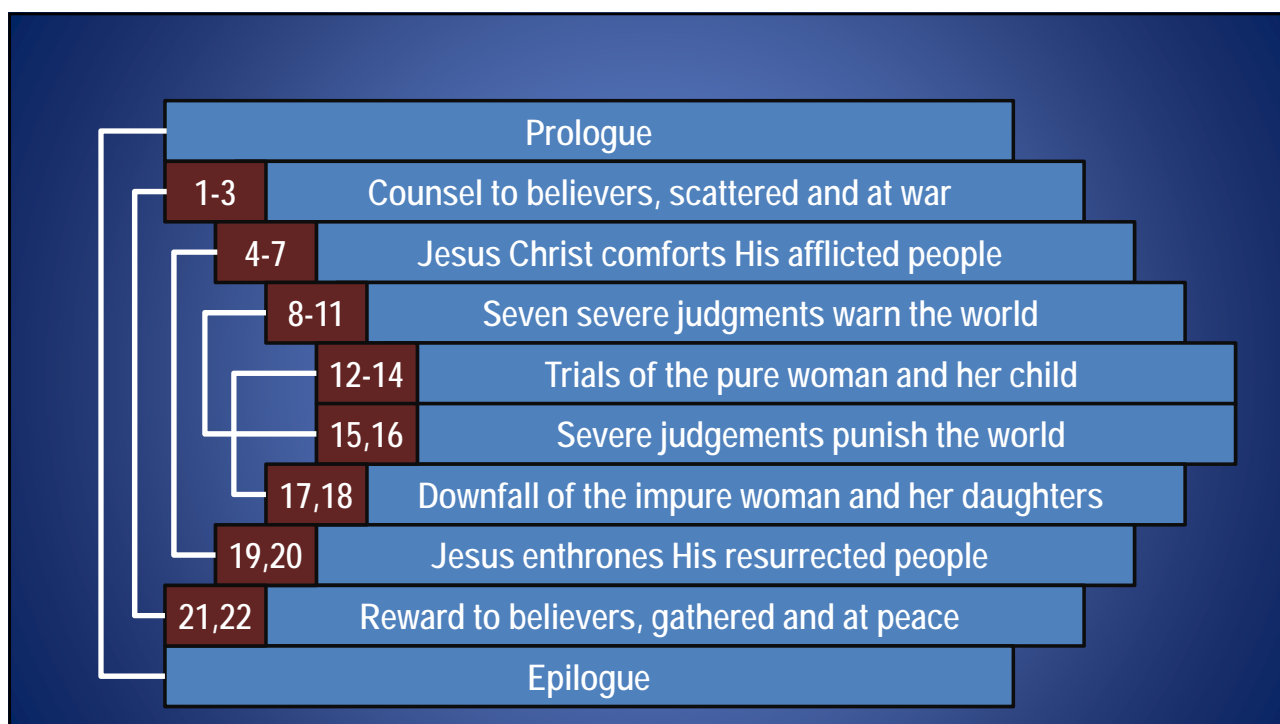 Prologue
1-3 Counsel to believers, scattered and at war
4-7 Jesus Christ comforts His afflicted people
8-11 Seven severe judgments warn the world
12-14 Trials of the pure woman and her child
15,16 Severe judgements punish the world
17,18 Downfall of the impure woman and her daughters
19,20 Jesus enthrones His resurrected people
21,22 Reward to believers, gathered and at peace
Epilogue